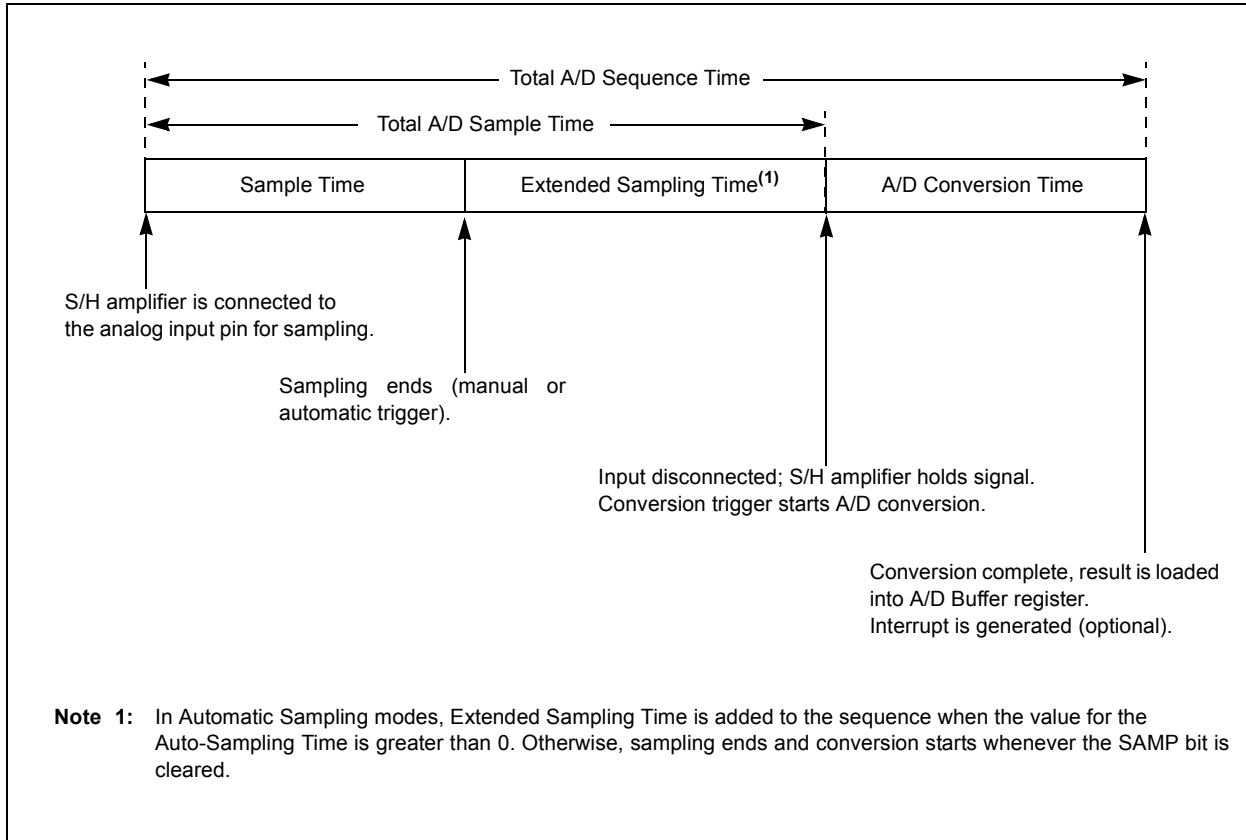 Total A/D Sequence Time
Total A/D Sample Time
Sample Time
Extended Sampling Time(1)
A/D Conversion Time
S/H amplifier is connected to
the analog input pin for sampling.
Sampling ends (manual or
automatic trigger).
Input disconnected; S/H amplifier holds signal.
Conversion trigger starts A/D conversion.
Conversion complete, result is loaded
into A/D Buffer register.
Interrupt is generated (optional).
Note 1: In Automatic Sampling modes, Extended Sampling Time is added to the sequence when the value for the
Auto-Sampling Time is greater than 0. Otherwise, sampling ends and conversion starts whenever the SAMP bit is
cleared.